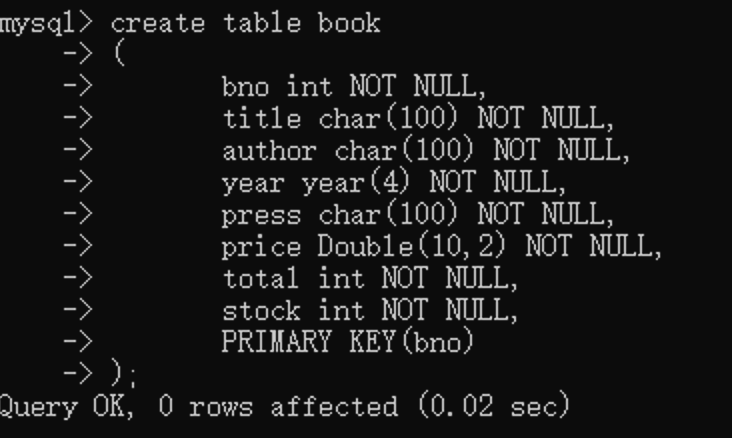 mysql> create table book
    -> (
    ->         bno int NOT NULL,
    ->         title char(100) NOT NULL,
    ->         author char(100) NOT NULL,
    ->         year year(4) NOT NULL,
    ->         press char(100) NOT NULL,
    ->         price Double(10,2) NOT NULL,
    ->         total int NOT NULL,
    ->         stock int NOT NULL,
    ->         PRIMARY KEY(bno)
    -> );
Query OK, 0 rows affected (0.02 sec)